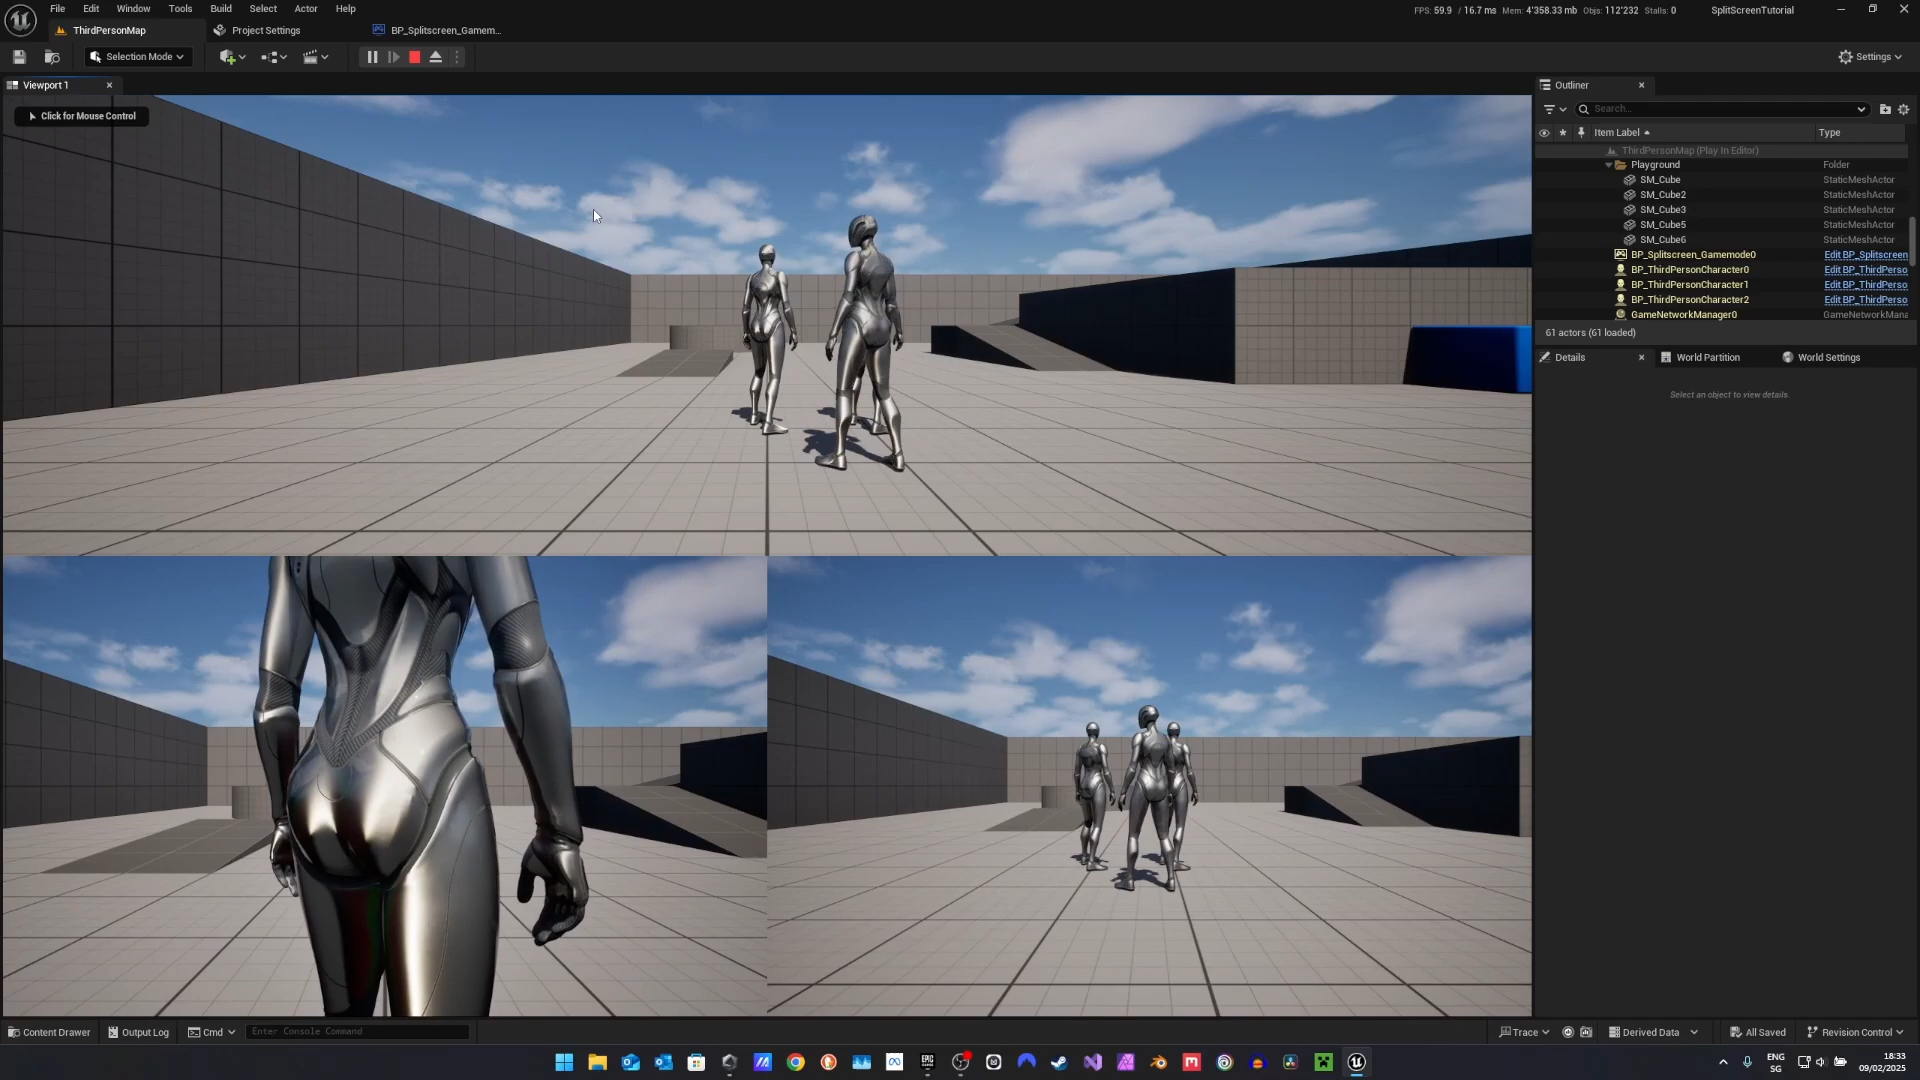 File Edit Window Tools Build Select Actor Help
FPS: 59.9 / 16.7 ms Mem: 4'358.33 mb Objs: 112'232 Stalls: 0
SplitScreenTutorial
ThirdPersonMap
Project Settings
BP_Splitscreen_Gamem...
Selection Mode
Settings
Viewport 1
Outliner
Click for Mouse Control
Search...
Item Label Type
ThirdPersonMap (Play In Editor)
Playground Folder
SM_Cube StaticMeshActor
SM_Cube2 StaticMeshActor
SM_Cube3 StaticMeshActor
SM_Cube5 StaticMeshActor
SM_Cube6 StaticMeshActor
BP_Splitscreen_Gamemode0 Edit BP_Splitscreen
BP_ThirdPersonCharacter0 Edit BP_ThirdPerso
BP_ThirdPersonCharacter1 Edit BP_ThirdPerso
BP_ThirdPersonCharacter2 Edit BP_ThirdPerso
GameNetworkManager0 GameNetworkMana
61 actors (61 loaded)
Details World Partition World Settings
Select an object to view details.
Content Drawer Output Log Cmd Enter Console Command
Trace Derived Data All Saved Revision Control
ENG
SG
18:33
09/02/2025